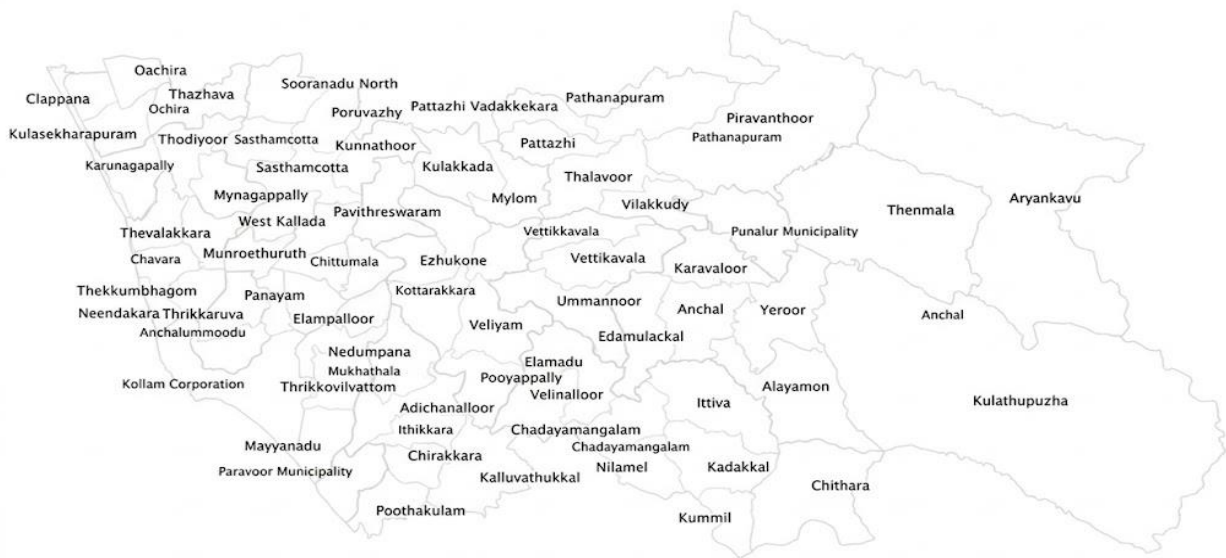 Oachira
Sooranadu North
Thazhava
Clappana
Ochira
Pattazhi Vadakkekara
Pathanapuram
Poruvazhy
Piravanthoor
Kulasekharapuram
Thodiyoor
Sasthamcotta
Kunnathoor
Pattazhi
Pathanapuram
Karunagapally
Sasthamcotta
Kulakkada
Thalavoor
Mynagappally
Mylom
Vilakkudy
Aryankavu
Pavithreswaram
Thenmala
West Kallada
Thevalakkara
Vettikkavala
Punalur Municipality
Chavara
Munroethuruth
Chittumala
Ezhukone
Vettikavala
Karavaloor
Thekkumbhagom
Panayam
Kottarakkara
Ummannoor
Anchal
Yeroor
Anchal
Neendakara
Thrikkaruva
Elampalloor
Anchalummoodu
Veliyam
Edamulackal
Nedumpana
Elamadu
Mukhathala
Kollam Corporation
Thrikkovilvattom
Pooyappally
Velinalloor
Alayamon
Ittiva
Kulathupuzha
Adichanalloor
Ithikkara
Chadayamangalam
Mayyanadu
Chadayamangalam
Chirakkara
Paravoor Municipality
Nilamel
Kadakkal
Kalluvathukkal
Chithara
Poothakulam
Kummil